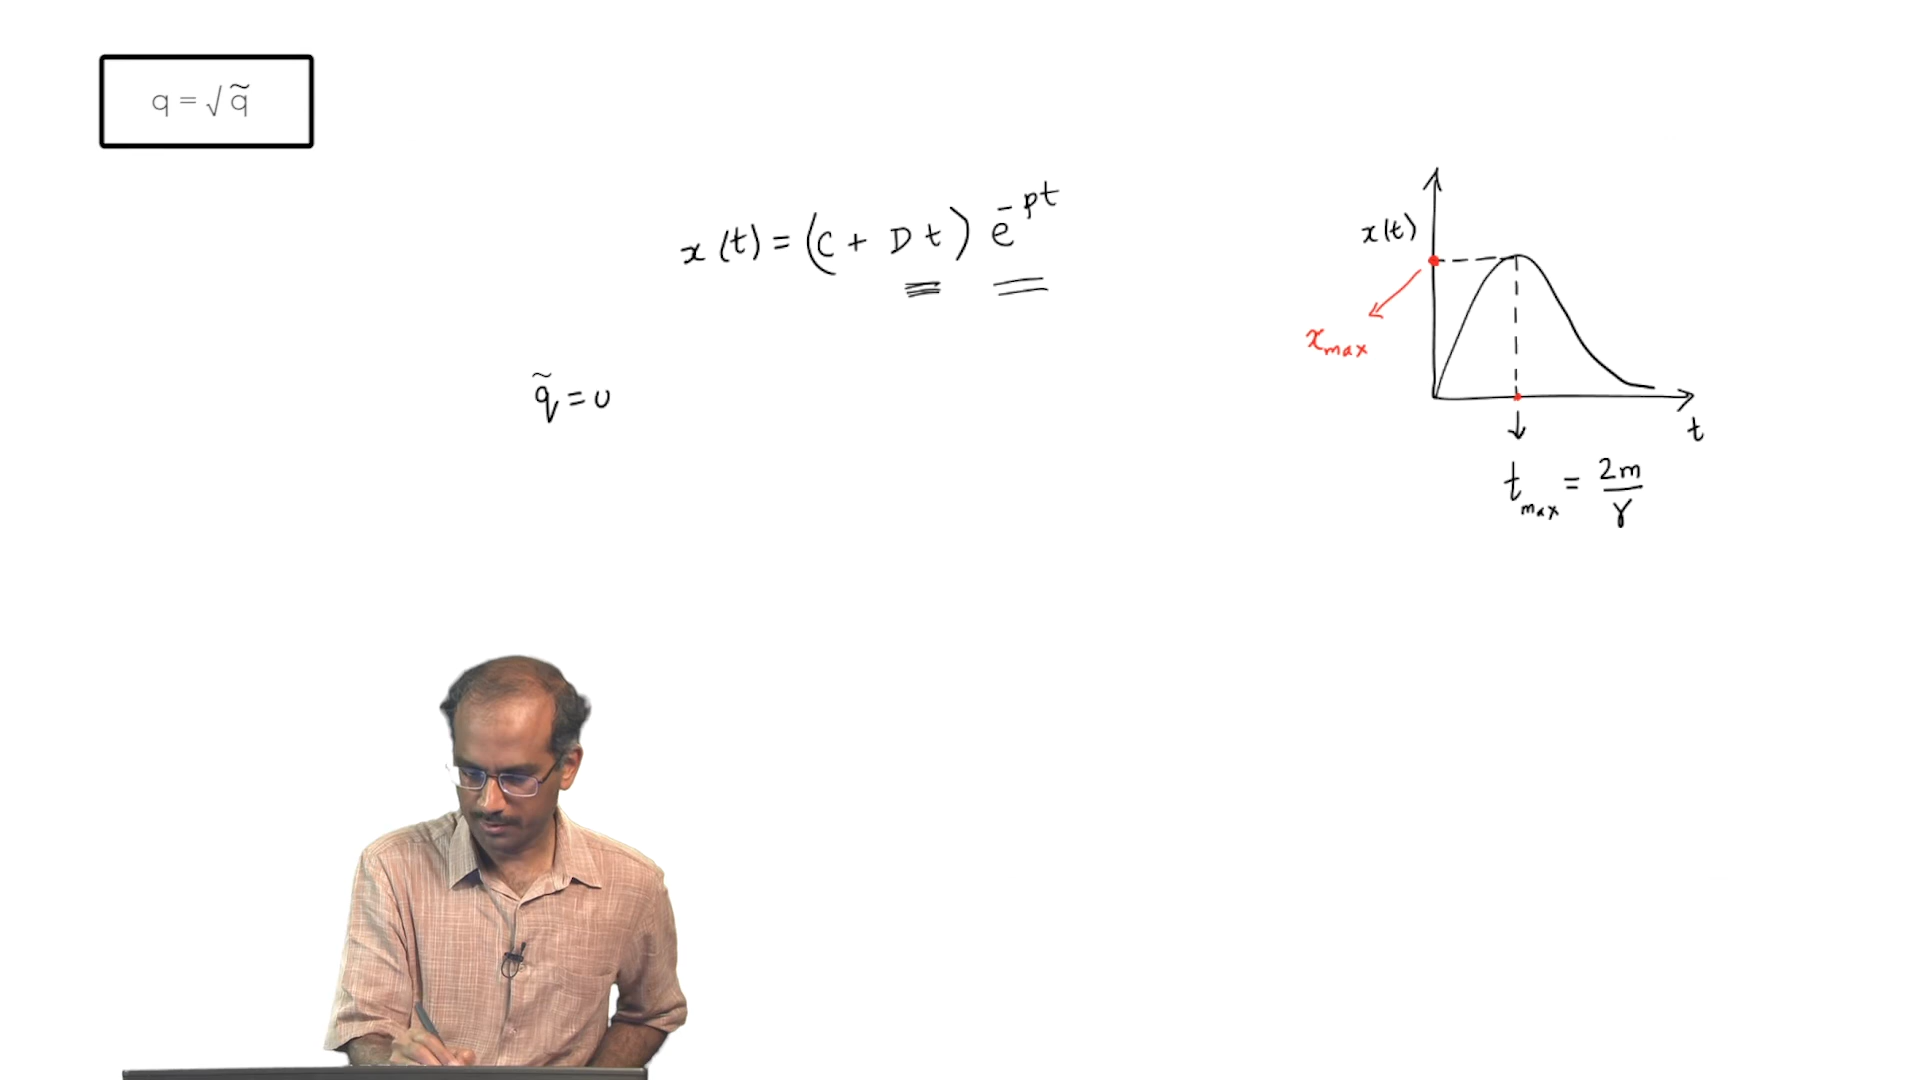 q = √q̃
x(t) = (C + Dt) e^{-pt}
q̃ = 0
x(t)
x_max
t
t_max = 2m/γ